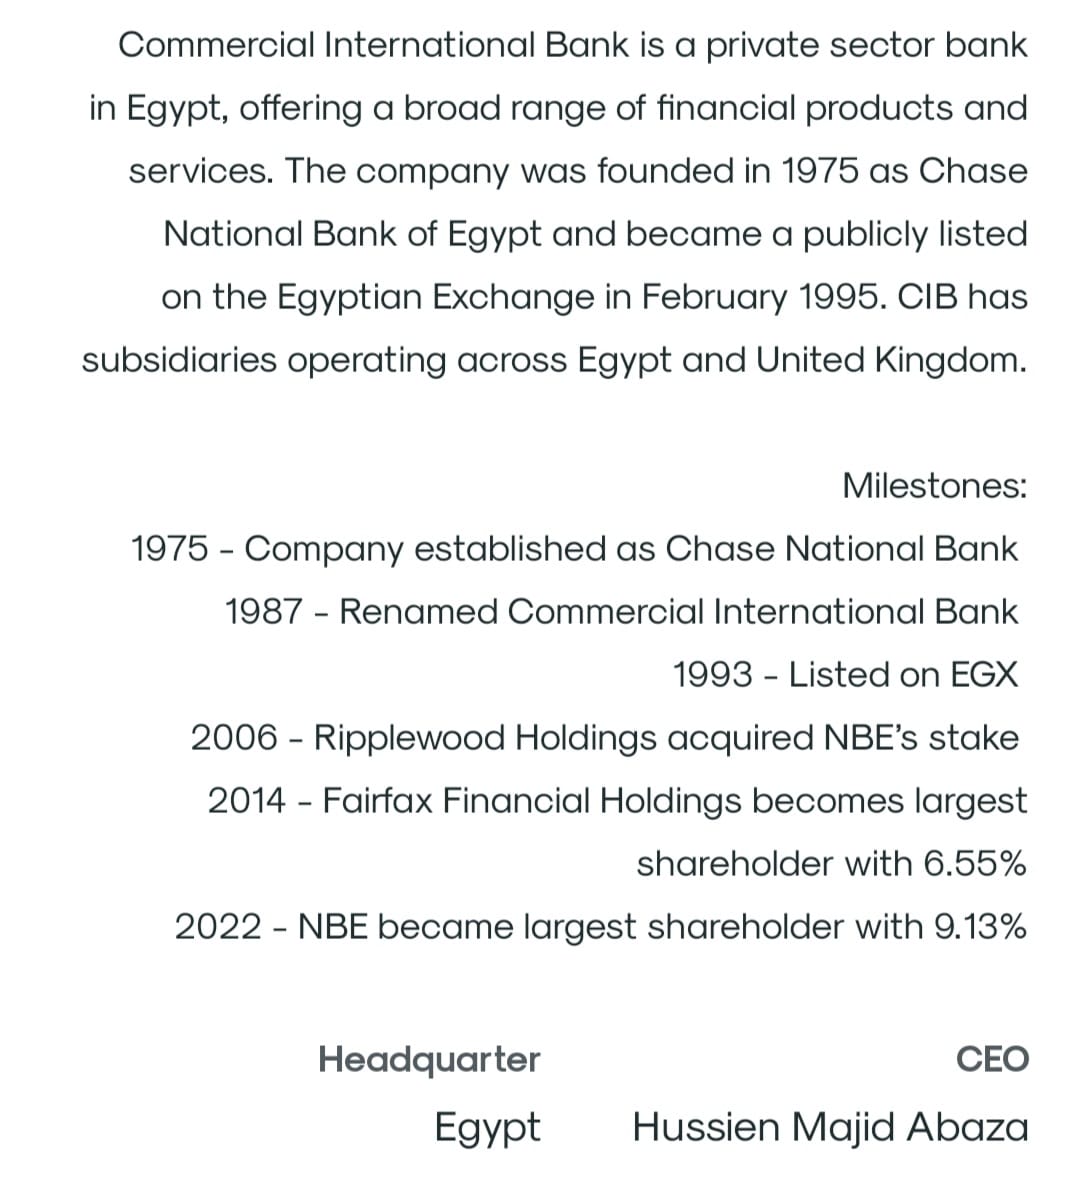 Commercial International Bank is a private sector bank
in Egypt, offering a broad range of financial products and
services. The company was founded in 1975 as Chase
National Bank of Egypt and became a publicly listed
on the Egyptian Exchange in February 1995. CIB has
subsidiaries operating across Egypt and United Kingdom.
Milestones:
1975 - Company established as Chase National Bank
1987 - Renamed Commercial International Bank
1993 - Listed on EGX
2006 - Ripplewood Holdings acquired NBE's stake
2014 - Fairfax Financial Holdings becomes largest
shareholder with 6.55%
2022 - NBE became largest shareholder with 9.13%
Headquarter CEO
Egypt Hussien Majid Abaza